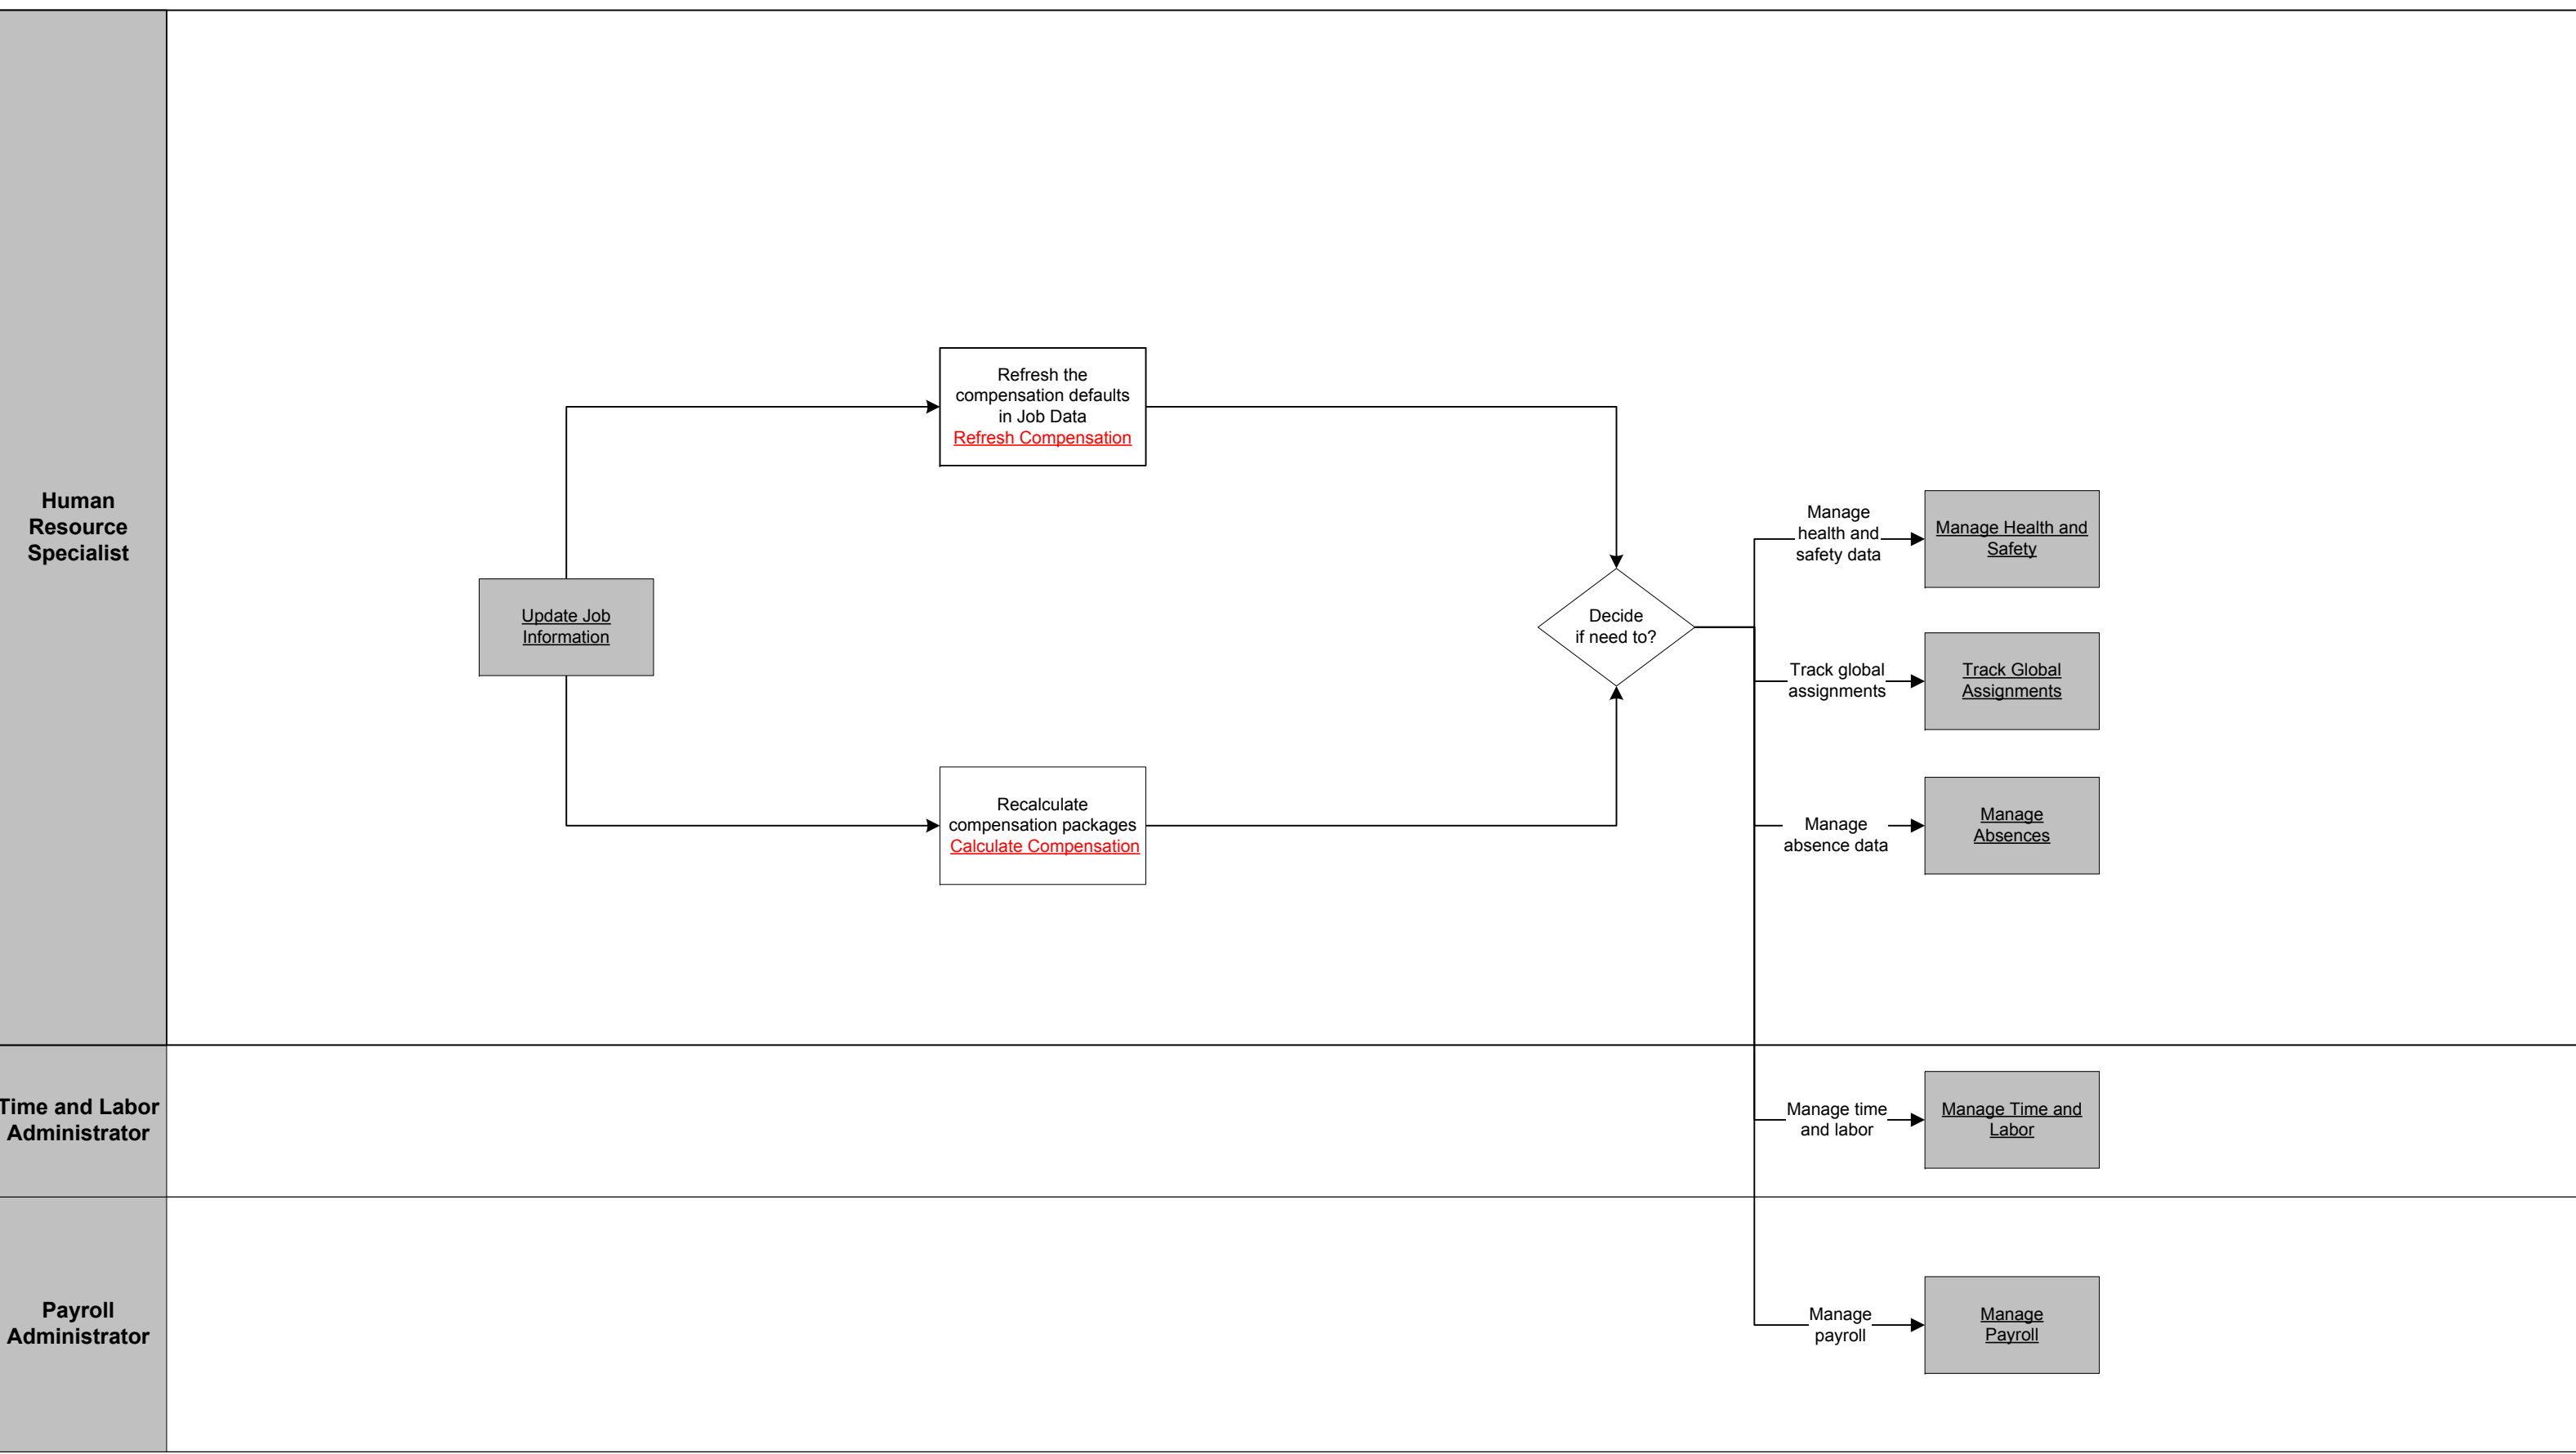 Human
Resource
Specialist
Update Job
Information
Refresh the
compensation defaults
in Job Data
Refresh Compensation
Recalculate
compensation packages
Calculate Compensation
Decide
if need to?
Manage
health and
safety data
Manage Health and
Safety
Track global
assignments
Track Global
Assignments
Manage
absence data
Manage
Absences
Time and Labor
Administrator
Manage time
and labor
Manage Time and
Labor
Payroll
Administrator
Manage
payroll
Manage
Payroll